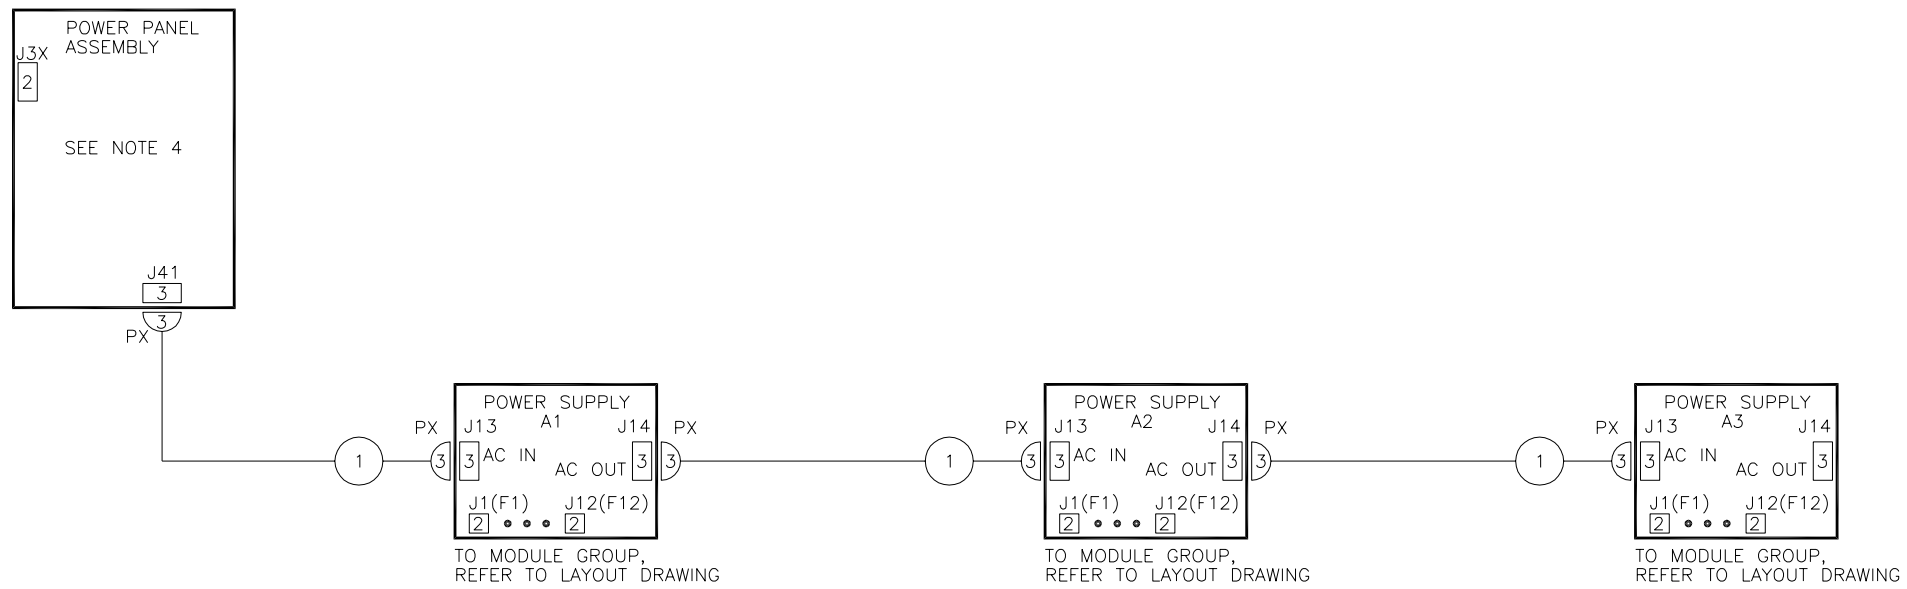 POWER PANEL
ASSEMBLY
J3X
2
SEE NOTE 4
J41
3
3
PX
1
PX
3
POWER SUPPLY
A1
J13
J14
3
AC IN
AC OUT
3
J1(F1)
J12(F12)
2
2
TO MODULE GROUP,
REFER TO LAYOUT DRAWING
PX
3
1
PX
3
POWER SUPPLY
A2
J13
J14
3
AC IN
AC OUT
3
J1(F1)
J12(F12)
2
2
TO MODULE GROUP,
REFER TO LAYOUT DRAWING
PX
3
1
PX
3
POWER SUPPLY
A3
J13
J14
3
AC IN
AC OUT
3
J1(F1)
J12(F12)
2
2
TO MODULE GROUP,
REFER TO LAYOUT DRAWING